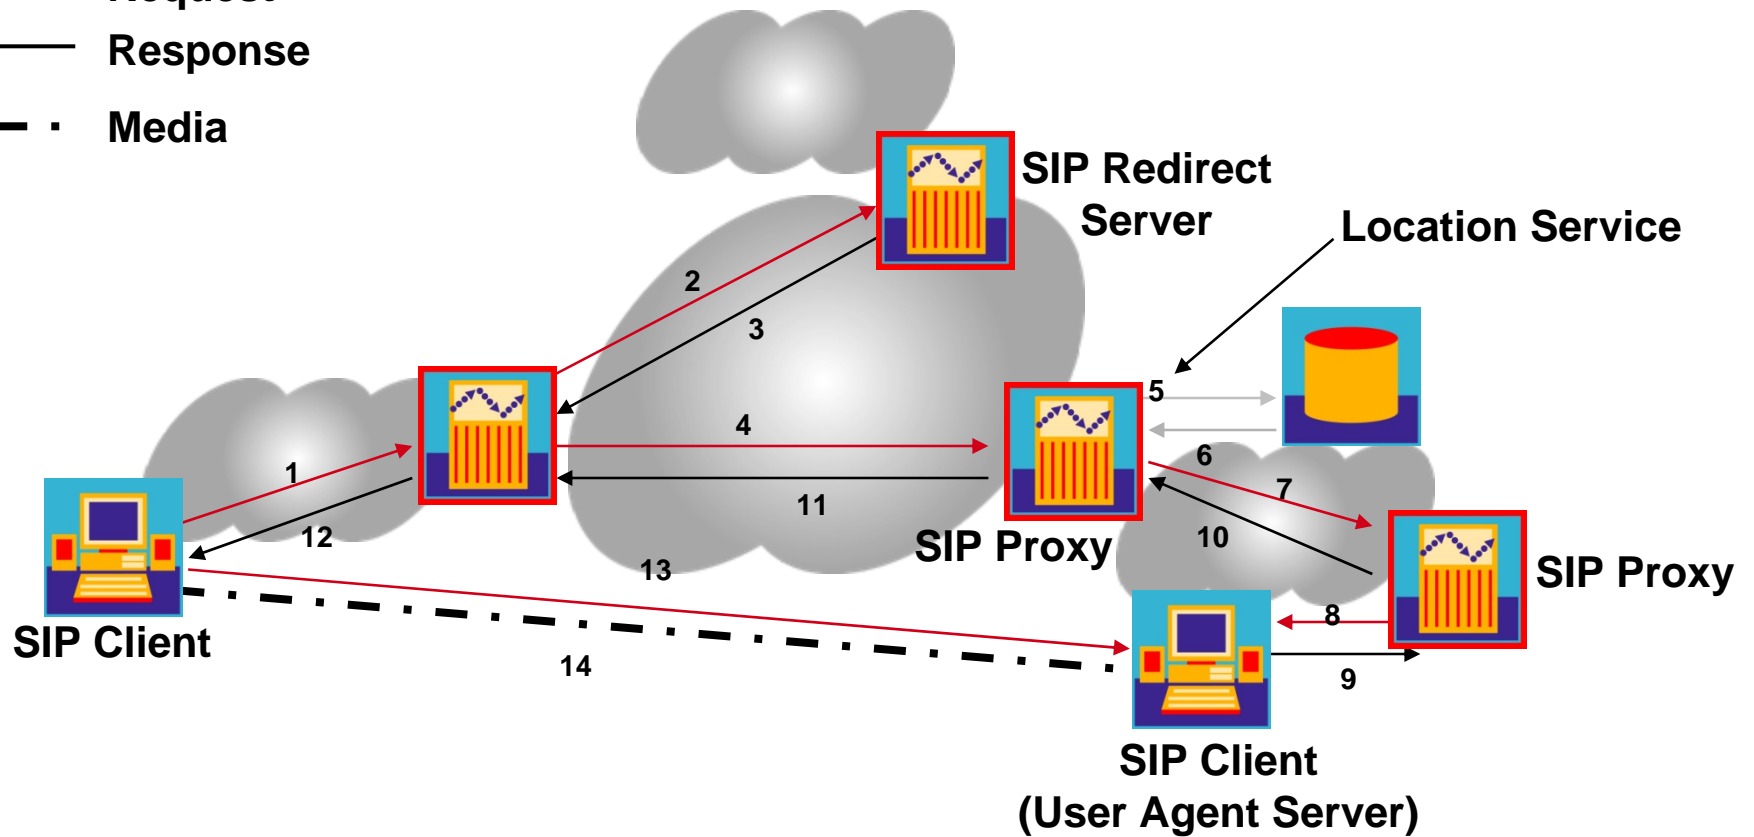 Request
Response
Media
SIP Redirect
Server
Location Service
2
3
5
4
1
6
7
11
12
10
SIP Proxy
13
SIP Proxy
8
SIP Client
14
9
SIP Client
(User Agent Server)